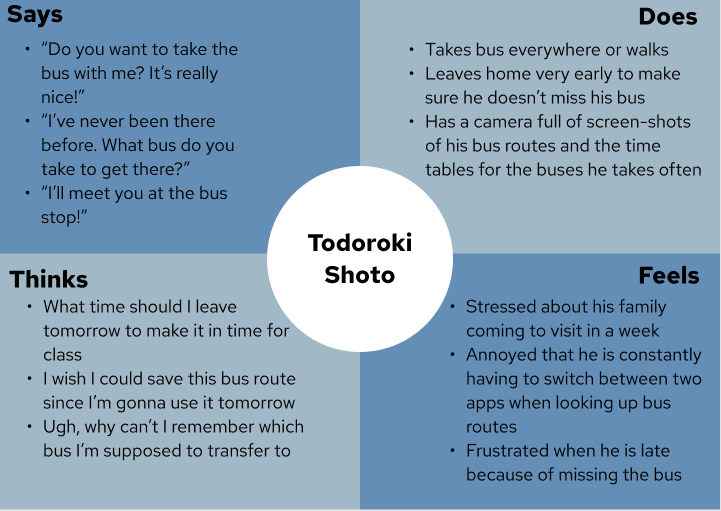 Says
• “Do you want to take the
bus with me? It’s really
nice!”
• “I’ve never been there
before. What bus do you
take to get there?”
• “I’ll meet you at the bus
stop!”
Does
• Takes bus everywhere or walks
• Leaves home very early to make
sure he doesn’t miss his bus
• Has a camera full of screen-shots
of his bus routes and the time
tables for the buses he takes often
Todoroki
Shoto
Thinks
• What time should I leave
tomorrow to make it in time for
class
• I wish I could save this bus route
since I’m gonna use it tomorrow
• Ugh, why can’t I remember which
bus I’m supposed to transfer to
Feels
• Stressed about his family
coming to visit in a week
• Annoyed that he is constantly
having to switch between two
apps when looking up bus
routes
• Frustrated when he is late
because of missing the bus